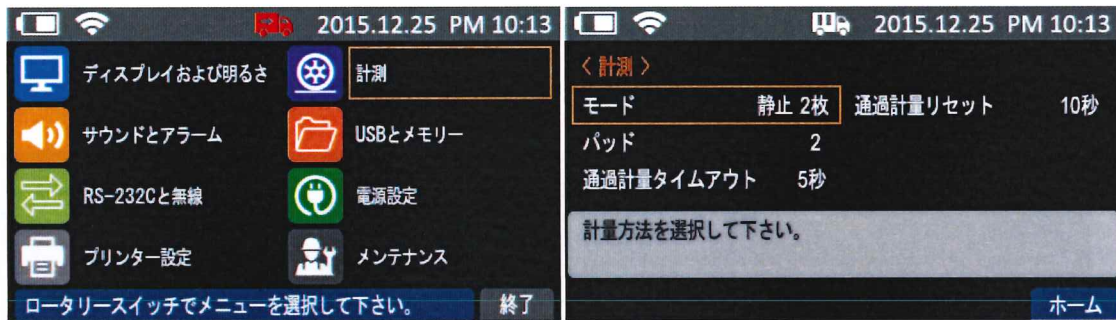 2015.12.25 PM 10:13
ディスプレイおよび明るさ
計測
サウンドとアラーム
USBとメモリー
RS-232Cと無線
電源設定
プリンター設定
メンテナンス
ロータリースイッチでメニューを選択して下さい。 終了
2015.12.25 PM 10:13
〈 計測 〉
モード 静止 2枚 通過計量リセット 10秒
パッド 2
通過計量タイムアウト 5秒
計量方法を選択して下さい。
ホーム